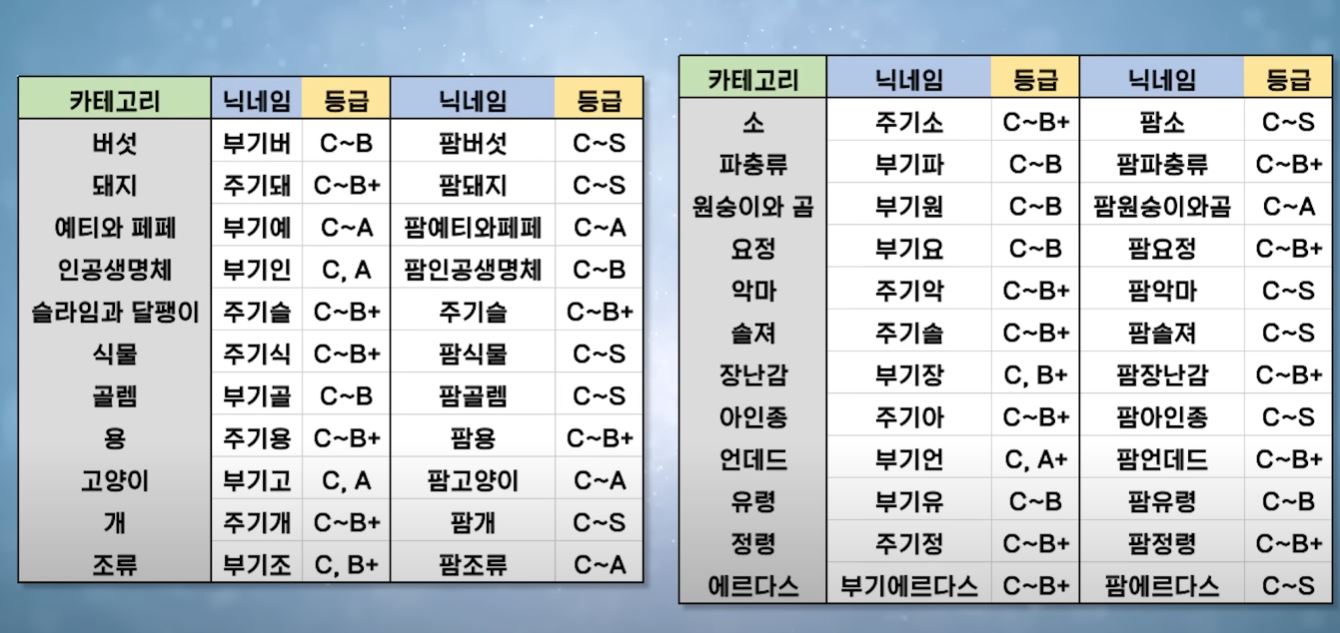 카테고리 닉네임 등급 닉네임 등급
버섯 부기버 C~B 팜버섯 C~S
돼지 주기돼 C~B+ 팜돼지 C~S
예티와 페페 부기예 C~A 팜예티와페페 C~A
인공생명체 부기인 C, A 팜인공생명체 C~B
슬라임과 달팽이 주기슬 C~B+ 주기슬 C~B+
식물 주기식 C~B+ 팜식물 C~S
골렘 부기골 C~B 팜골렘 C~S
용 주기용 C~B+ 팜용 C~B+
고양이 부기고 C, A 팜고양이 C~A
개 주기개 C~B+ 팜개 C~S
조류 부기조 C, B+ 팜조류 C~A
카테고리 닉네임 등급 닉네임 등급
소 주기소 C~B+ 팜소 C~S
파충류 부기파 C~B 팜파충류 C~B+
원숭이와 곰 부기원 C~B 팜원숭이와곰 C~A
요정 부기요 C~B 팜요정 C~B+
악마 주기악 C~B+ 팜악마 C~S
솔져 주기솔 C~B+ 팜솔져 C~S
장난감 부기장 C, B+ 팜장난감 C~B+
아인종 주기아 C~B+ 팜아인종 C~S
언데드 부기언 C, A+ 팜언데드 C~B+
유령 부기유 C~B 팜유령 C~B
정령 주기정 C~B+ 팜정령 C~B+
에르다스 부기에르다스 C~B+ 팜에르다스 C~S